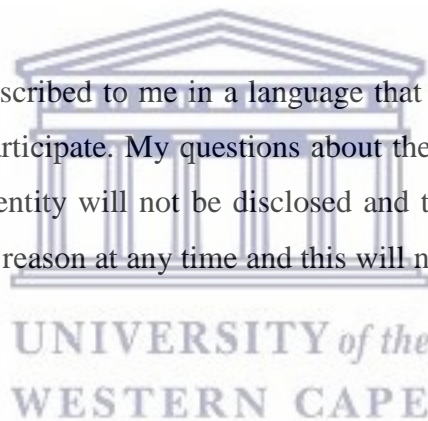 scribed to me in a language that
articipate. My questions about the
entity will not be disclosed and t
reason at any time and this will n
UNIVERSITY of the
WESTERN CAPE